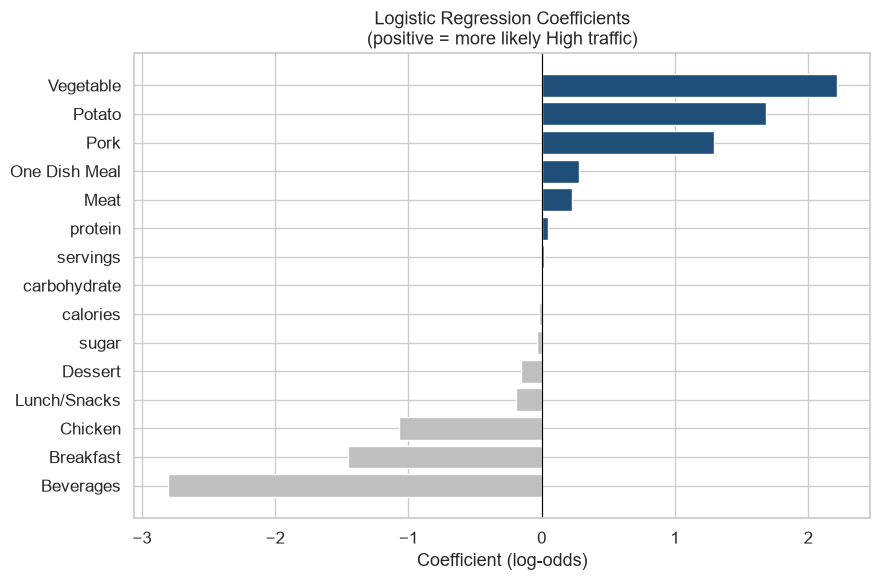 Logistic Regression Coefficients
(positive = more likely High traffic)
Vegetable
Potato
Pork
One Dish Meal
Meat
protein
servings
carbohydrate
calories
sugar
Dessert
Lunch/Snacks
Chicken
Breakfast
Beverages
−3 −2 −1 0 1 2
Coefficient (log-odds)